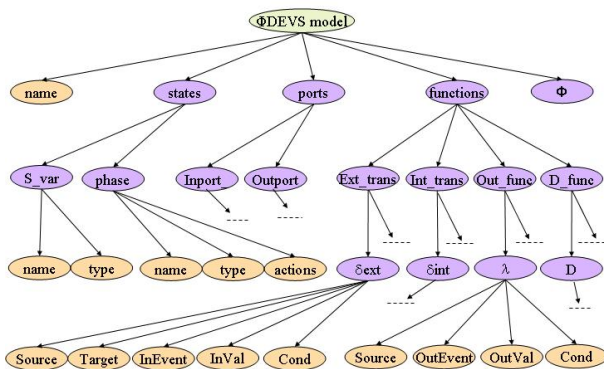 ΦDEVS model
name states ports functions Φ
S_var phase Inport_ Outport Ext_trans Int_trans Out_func D_func
name type name type actions δext δint λ D
Source Target InEvent InVal Cond Source OutEvent OutVal Cond